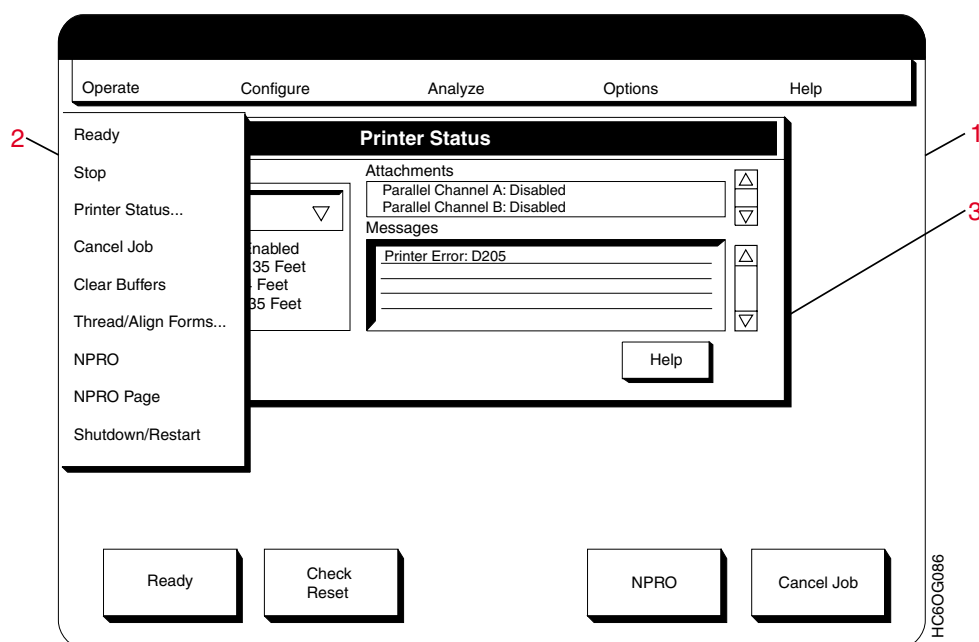 Operate Configure Analyze Options Help
Ready
Stop
Printer Status...
Cancel Job
Clear Buffers
Thread/Align Forms...
NPRO
NPRO Page
Shutdown/Restart
Printer Status
Attachments
Parallel Channel A: Disabled
Parallel Channel B: Disabled
Messages
Printer Error: D205
35 Feet
Feet
35 Feet
Help
Ready
Check
Reset
NPRO
Cancel Job
1
2
3
HC6OG086